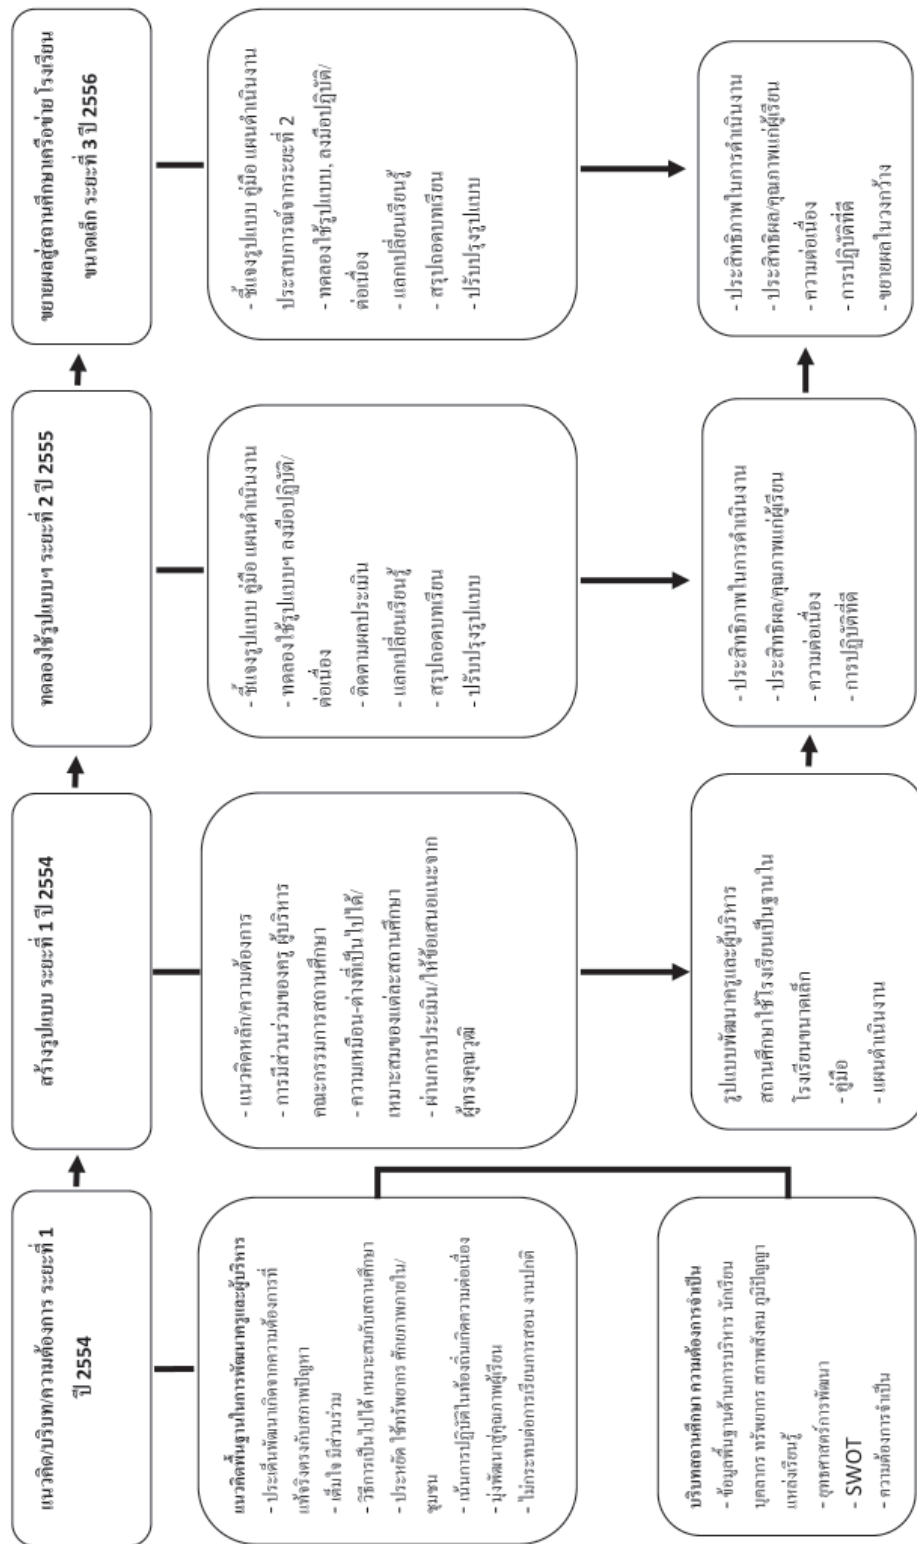 แนวคิด/บริบท/ความต้องการ ระยะที่ 1
ปี 2554
แนวคิดพื้นฐานในการพัฒนาครูและผู้บริหาร
- ประเด็นพัฒนาเกิดจากความต้องการที่
แท้จริงตรงกับสภาพปัญหา
- เต็มใจ มีส่วนร่วม
- วิธีการเป็นไปได้ เหมาะสมกับสถานศึกษา
- ประหยัด ใช้ทรัพยากร ศักยภาพภายใน/
ชุมชน
- เน้นการปฏิบัติในท้องถิ่นเกิดความต่อเนื่อง
- มุ่งพัฒนาสู่คุณภาพผู้เรียน
- ไม่กระทบต่อการเรียนการสอน งานปกติ
บริบทสถานศึกษา ความต้องการจำเป็น
- ข้อมูลพื้นฐานด้านการบริหาร นักเรียน
บุคลากร ทรัพยากร สภาพสังคม ภูมิปัญญา
แหล่งเรียนรู้
- ยุทธศาสตร์การพัฒนา
- SWOT
- ความต้องการจำเป็น
สร้างรูปแบบ ระยะที่ 1 ปี 2554
- แนวคิดหลัก/ความต้องการ
- การมีส่วนร่วมของครู ผู้บริหาร
คณะกรรมการสถานศึกษา
- ความเหมือน-ต่างที่เป็นไปได้/
เหมาะสมของแต่ละสถานศึกษา
- ผ่านการประเมิน/ให้ข้อเสนอแนะจาก
ผู้ทรงคุณวุฒิ
รูปแบบพัฒนาครูและผู้บริหาร
สถานศึกษาใช้โรงเรียนเป็นฐานใน
โรงเรียนขนาดเล็ก
- คู่มือ
- แผนดำเนินงาน
ทดลองใช้รูปแบบฯ ระยะที่ 2 ปี 2555
- ชี้แจงรูปแบบ คู่มือ แผนดำเนินงาน
- ทดลองใช้รูปแบบฯ ลงมือปฏิบัติ/
ต่อเนื่อง
- ติดตามผลประเมิน
- แลกเปลี่ยนเรียนรู้
- สรุปถอดบทเรียน
- ปรับปรุงรูปแบบ
- ประสิทธิภาพในการดำเนินงาน
- ประสิทธิผล/คุณภาพแก่ผู้เรียน
- ความต่อเนื่อง
- การปฏิบัติที่ดี
ขยายผลสู่สถานศึกษาเครือข่าย โรงเรียน
ขนาดเล็ก ระยะที่ 3 ปี 2556
- ชี้แจงรูปแบบ คู่มือ แผนดำเนินงาน
ประสบการณ์จากระยะที่ 2
- ทดลองใช้รูปแบบ, ลงมือปฏิบัติ/
ต่อเนื่อง
- แลกเปลี่ยนเรียนรู้
- สรุปถอดบทเรียน
- ปรับปรุงรูปแบบ
- ประสิทธิภาพในการดำเนินงาน
- ประสิทธิผล/คุณภาพแก่ผู้เรียน
- ความต่อเนื่อง
- การปฏิบัติที่ดี
- ขยายผลในวงกว้าง